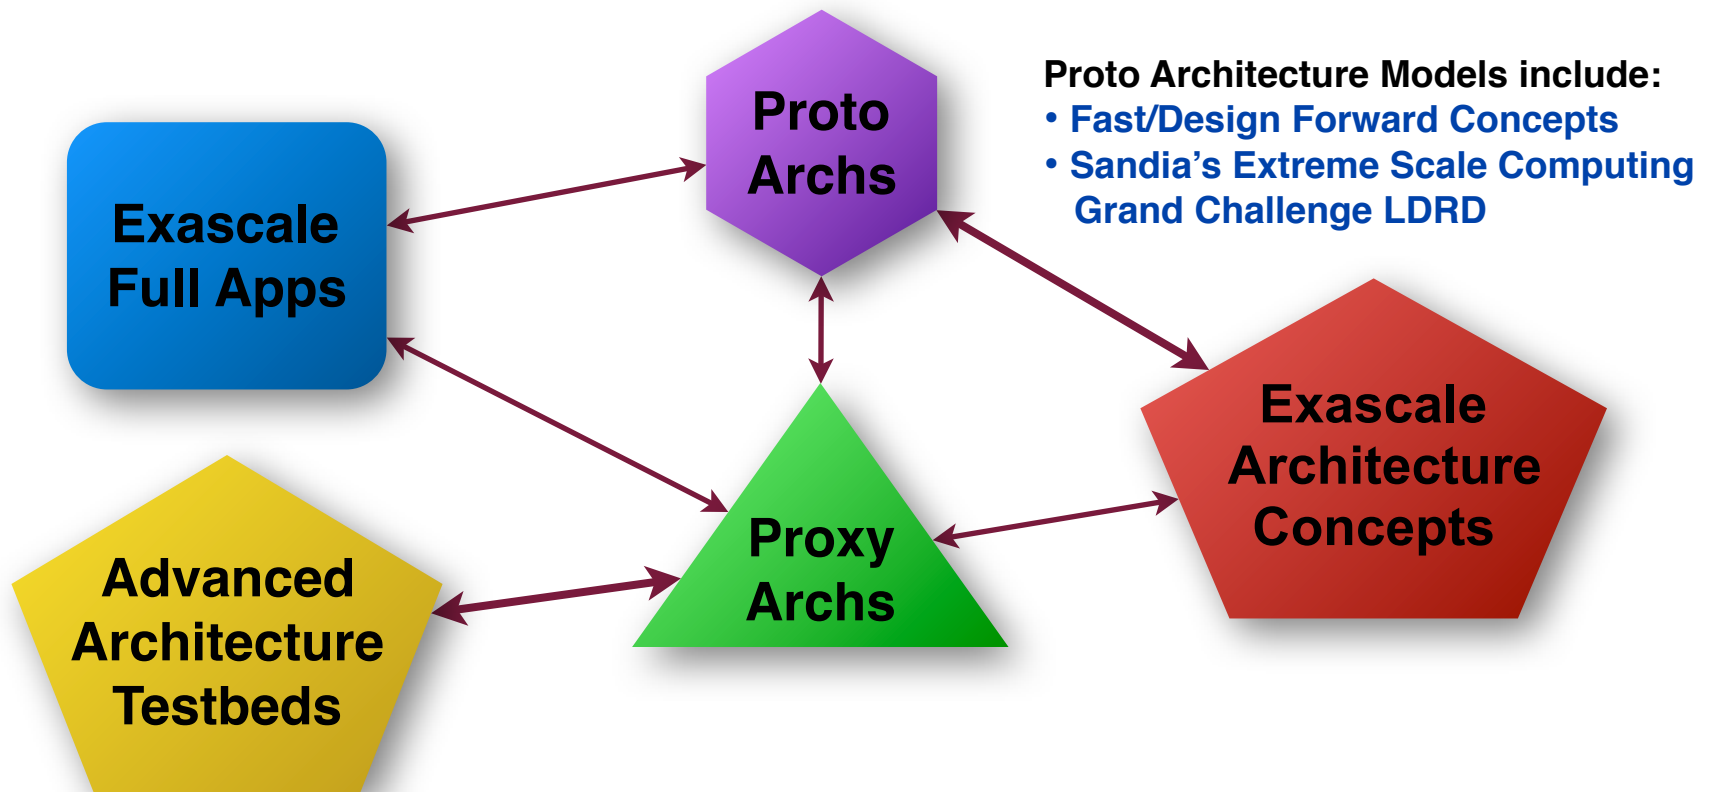 Proto
Archs
Proto Architecture Models include:
• Fast/Design Forward Concepts
• Sandia's Extreme Scale Computing
Grand Challenge LDRD
Exascale
Full Apps
Exascale
Architecture
Concepts
Proxy
Archs
Advanced
Architecture
Testbeds